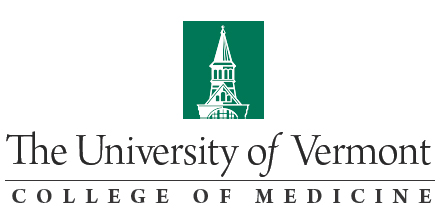 The University of Vermont
COLLEGE OF MEDICINE